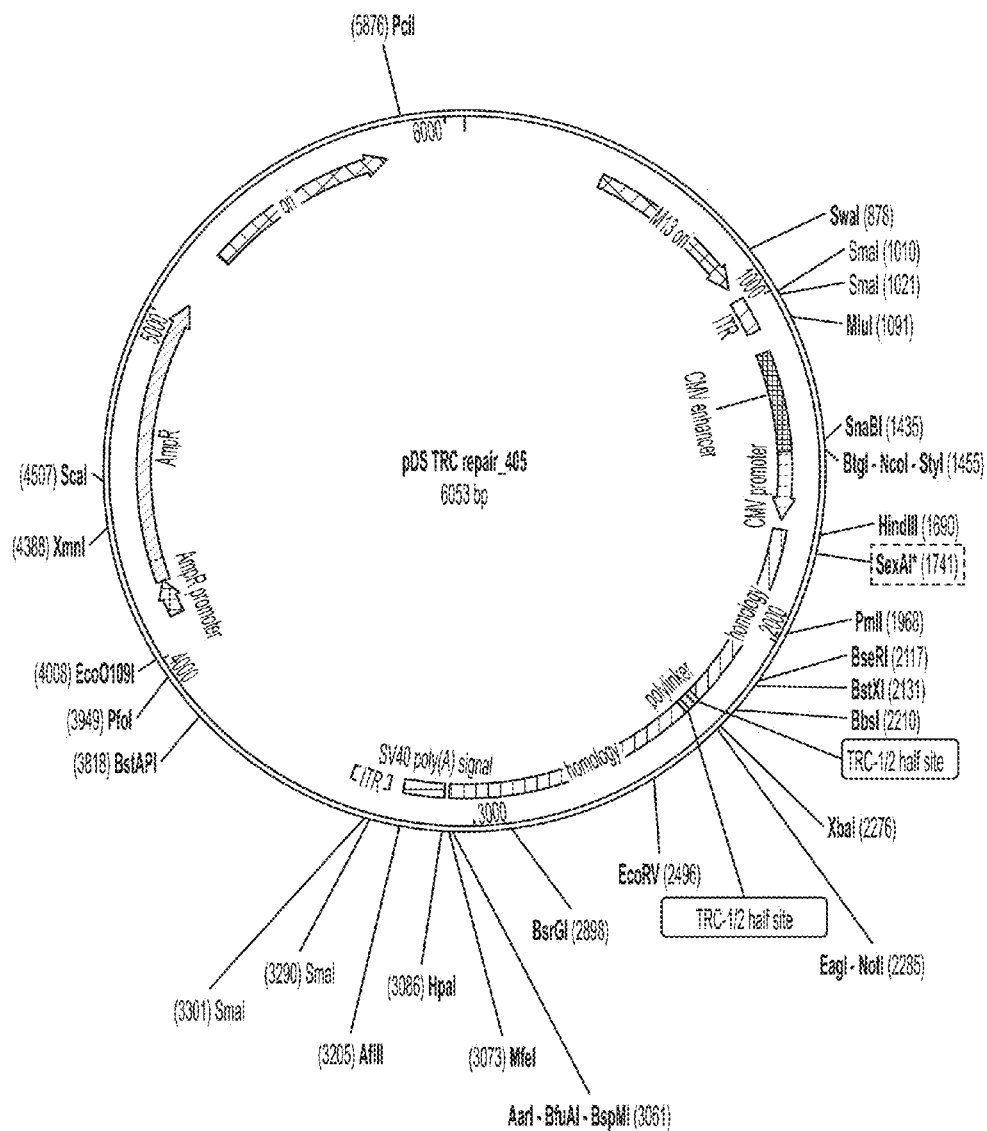 (5876) PciI
6000
ori
M13 ori
SwaI (878)
SmaI (1010)
SmaI (1021)
MluI (1091)
1000
ITR
5000
CMV enhancer
SnaBI (1435)
BtgI - NcoI - StyI (1455)
AmpR
pDS TRC repair_405
6053 bp
CMV promoter
(4507) ScaI
HindIII (1690)
(4388) XmnI
SexAI* (1741)
AmpR promoter
homology
2000
PmlI (1968)
(4008) EcoO109I
4000
BseRI (2117)
polylinker
BstXI (2131)
(3949) PfoI
BbsI (2210)
(3818) BstAPI
SV40 poly(A) signal
homology
TRC-1/2 half site
ITR
3000
XbaI (2276)
EcoRV (2496)
TRC-1/2 half site
BsrGI (2898)
EagI - NotI (2285)
(3290) SmaI
(3086) HpaI
(3301) SmaI
(3205) AflII
(3073) MfeI
AarI - BfuAI - BspMI (3061)